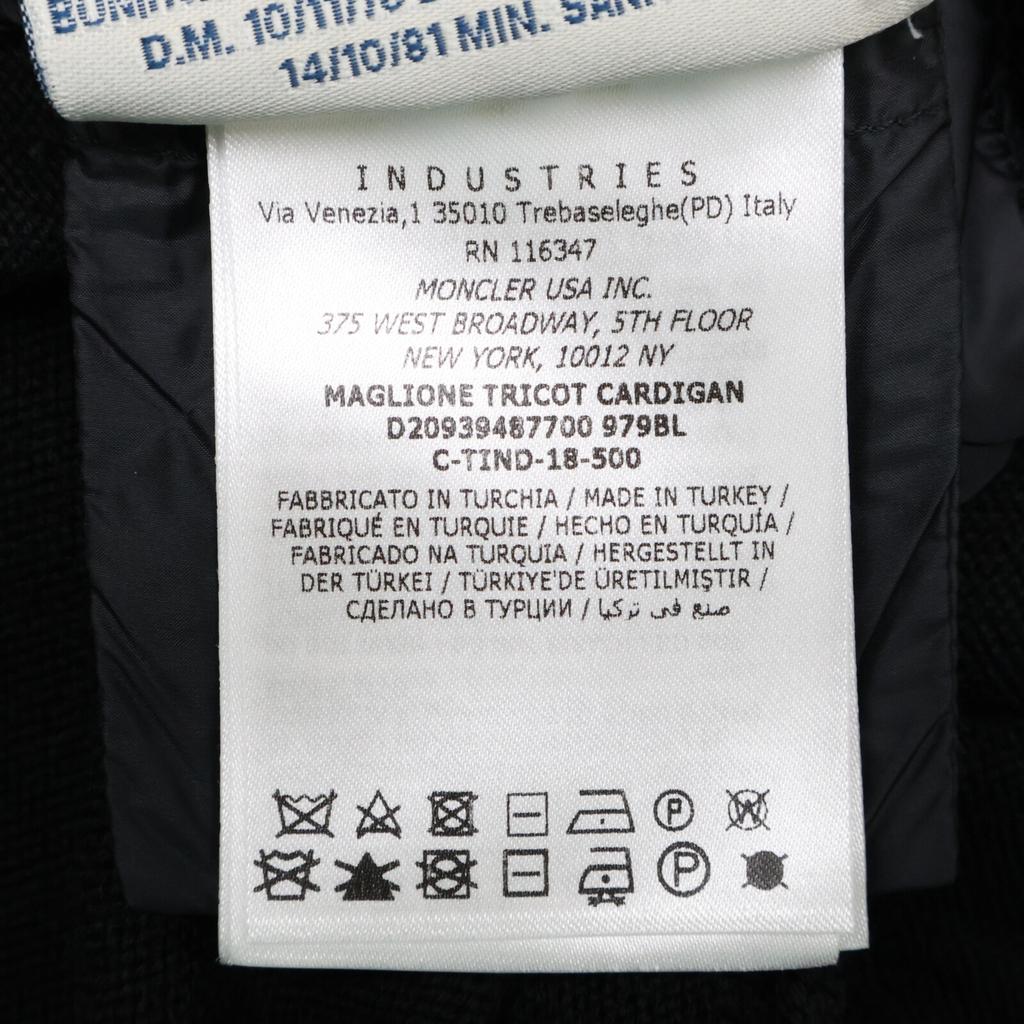 D.M. 10/11/
14/10/81 MIN.
INDUSTRIES
Via Venezia,1 35010 Trebaseleghe(PD) Italy
RN 116347
MONCLER USA INC.
375 WEST BROADWAY, 5TH FLOOR
NEW YORK, 10012 NY
MAGLIONE TRICOT CARDIGAN
D20939487700 979BL
C-TIND-18-500
FABBRICATO IN TURCHIA / MADE IN TURKEY /
FABRIQUÉ EN TURQUIE / HECHO EN TURQUÍA /
FABRICADO NA TURQUIA / HERGESTELLT IN
DER TÜRKEI / TÜRKIYE'DE ÜRETILMIŞTIR /
СДЕЛАНО В ТУРЦИИ / صنع في تركيا
P W
P